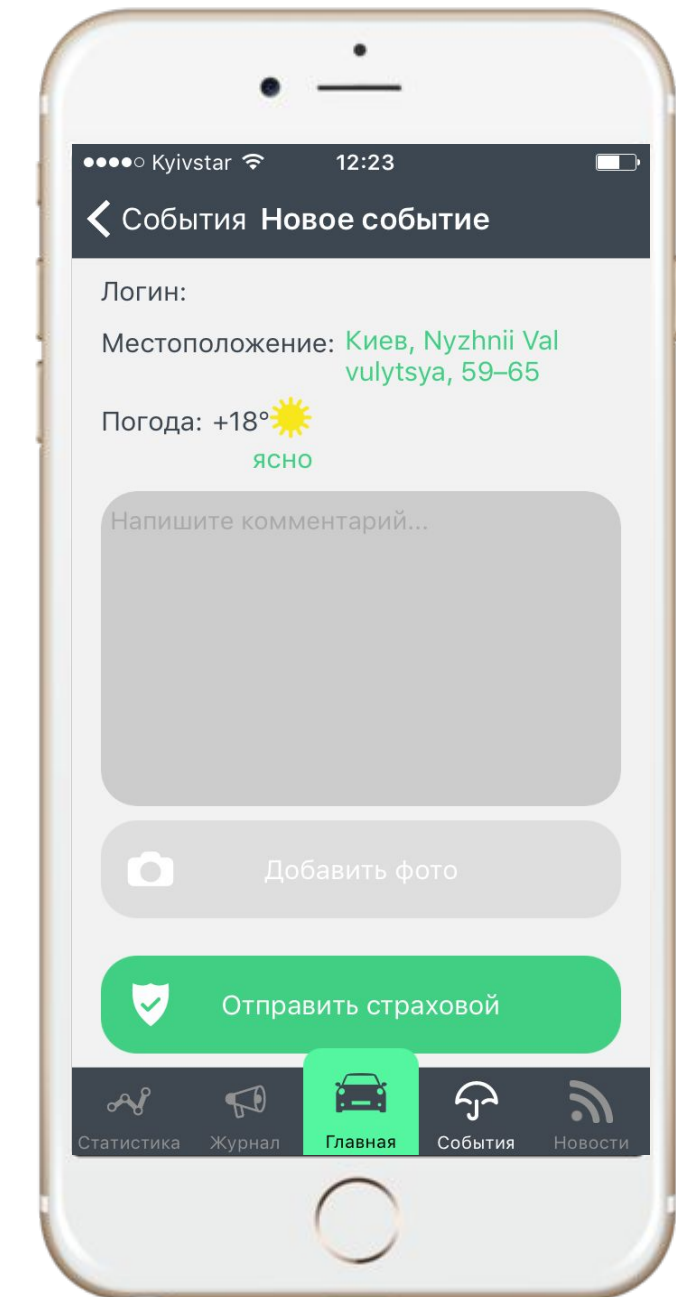 Kyivstar 12:23
События Новое событие
Логин:
Местоположение: Киев, Nyzhnii Val
vulytsya, 59–65
Погода: +18°
ясно
Напишите комментарий...
Добавить фото
Отправить страховой
Статистика Журнал Главная События Новости